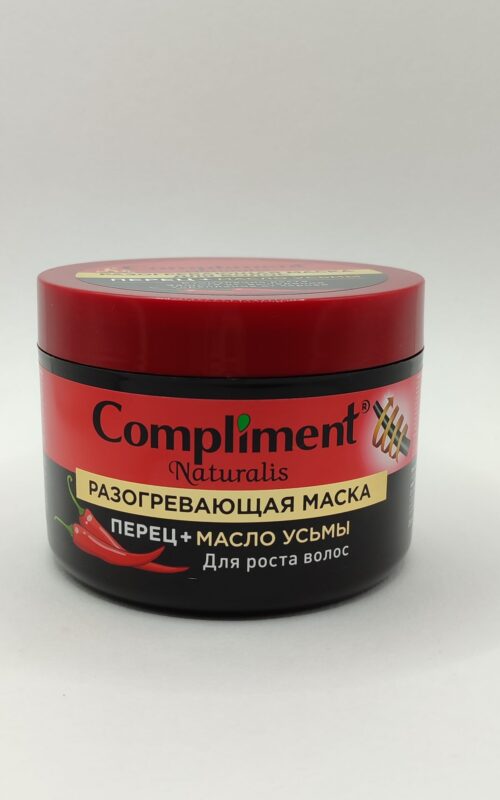 Compliment®
Naturalis
РАЗОГРЕВАЮЩАЯ МАСКА
ПЕРЕЦ+ МАСЛО УСЬМЫ
Для роста волос